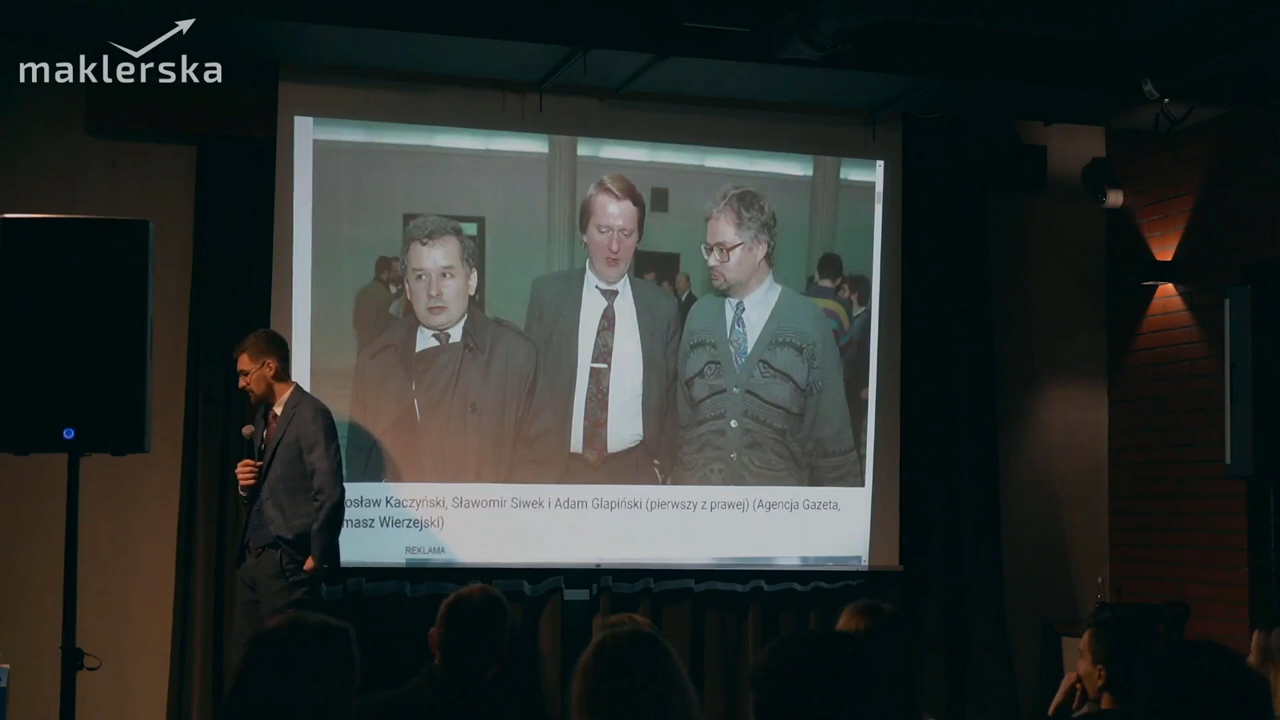 maklerska
osław Kaczyński, Sławomir Siwek i Adam Glapiński (pierwszy z prawej) (Agencja Gazeta,
masz Wierzejski)
REKLAMA